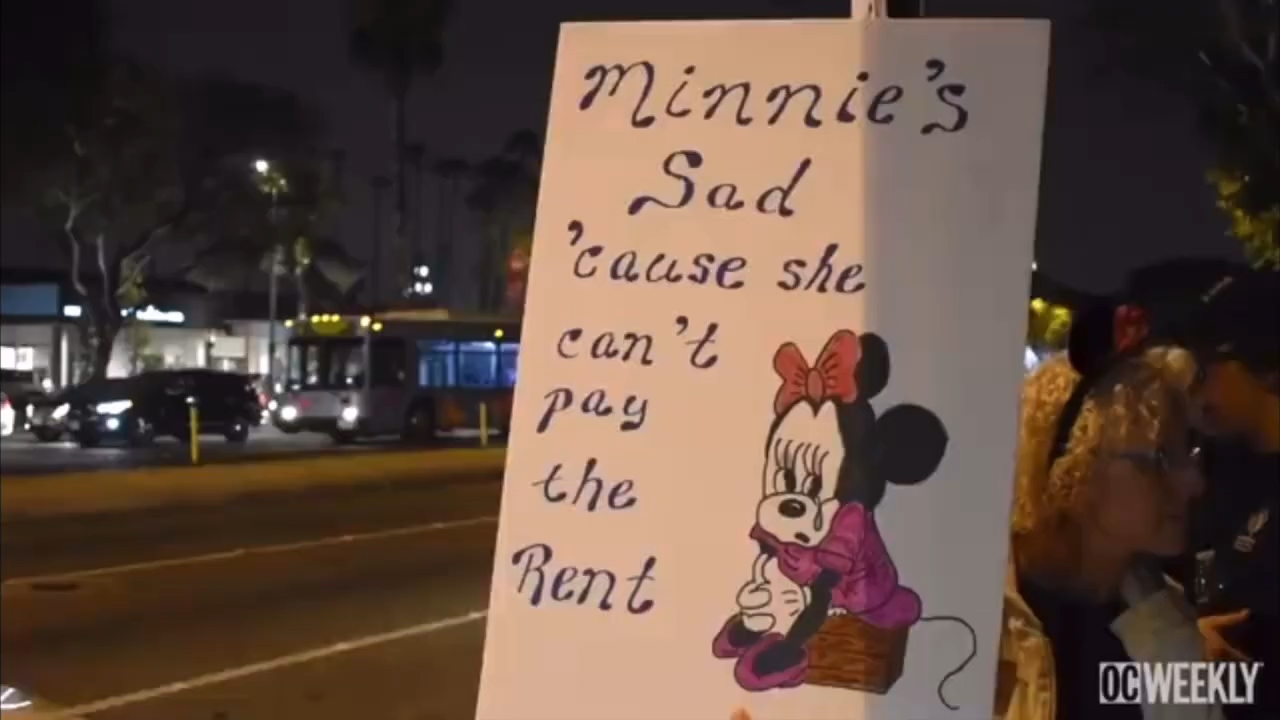 Minnie's
Sad
'cause she
can't
pay
the
Rent
OCWEEKLY